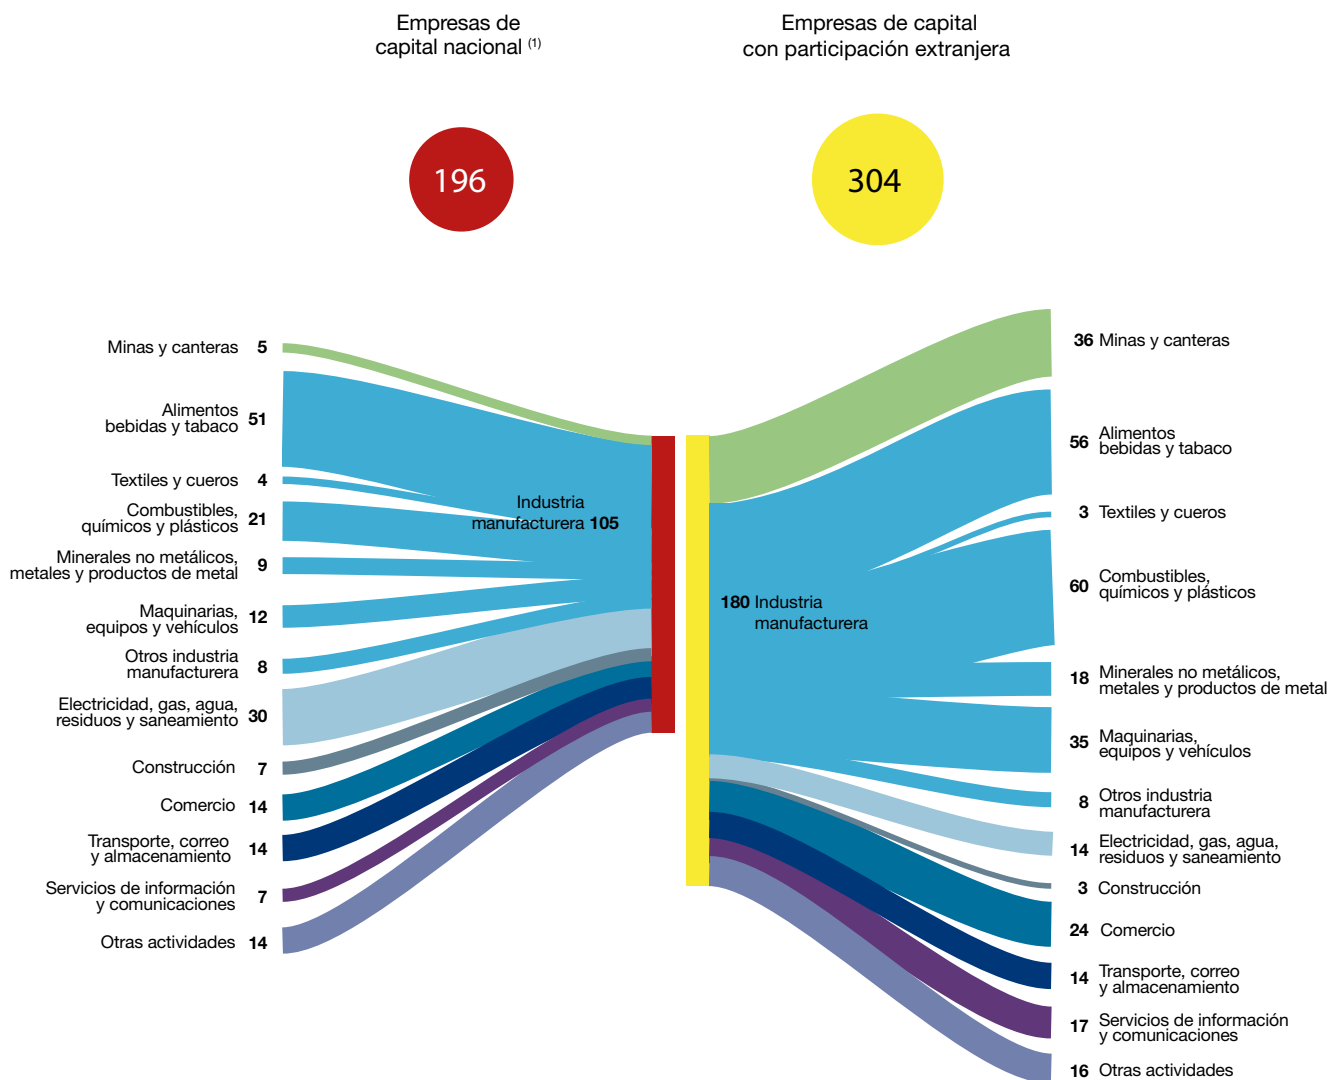 Empresas de
capital nacional (1)
196
Empresas de capital
con participación extranjera
304
Minas y canteras 5
Alimentos
bebidas y tabaco 51
Textiles y cueros 4
Combustibles,
químicos y plásticos 21
Minerales no metálicos,
metales y productos de metal 9
Maquinarias,
equipos y vehículos 12
Otros industria
manufacturera 8
Electricidad, gas, agua,
residuos y saneamiento 30
Construcción 7
Comercio 14
Transporte, correo
y almacenamiento 14
Servicios de información
y comunicaciones 7
Otras actividades 14
Industria
manufacturera 105
180 Industria
manufacturera
36 Minas y canteras
56 Alimentos
bebidas y tabaco
3 Textiles y cueros
60 Combustibles,
químicos y plásticos
18 Minerales no metálicos,
metales y productos de metal
35 Maquinarias,
equipos y vehículos
8 Otros industria
manufacturera
14 Electricidad, gas, agua,
residuos y saneamiento
3 Construcción
24 Comercio
14 Transporte, correo
y almacenamiento
17 Servicios de información
y comunicaciones
16 Otras actividades